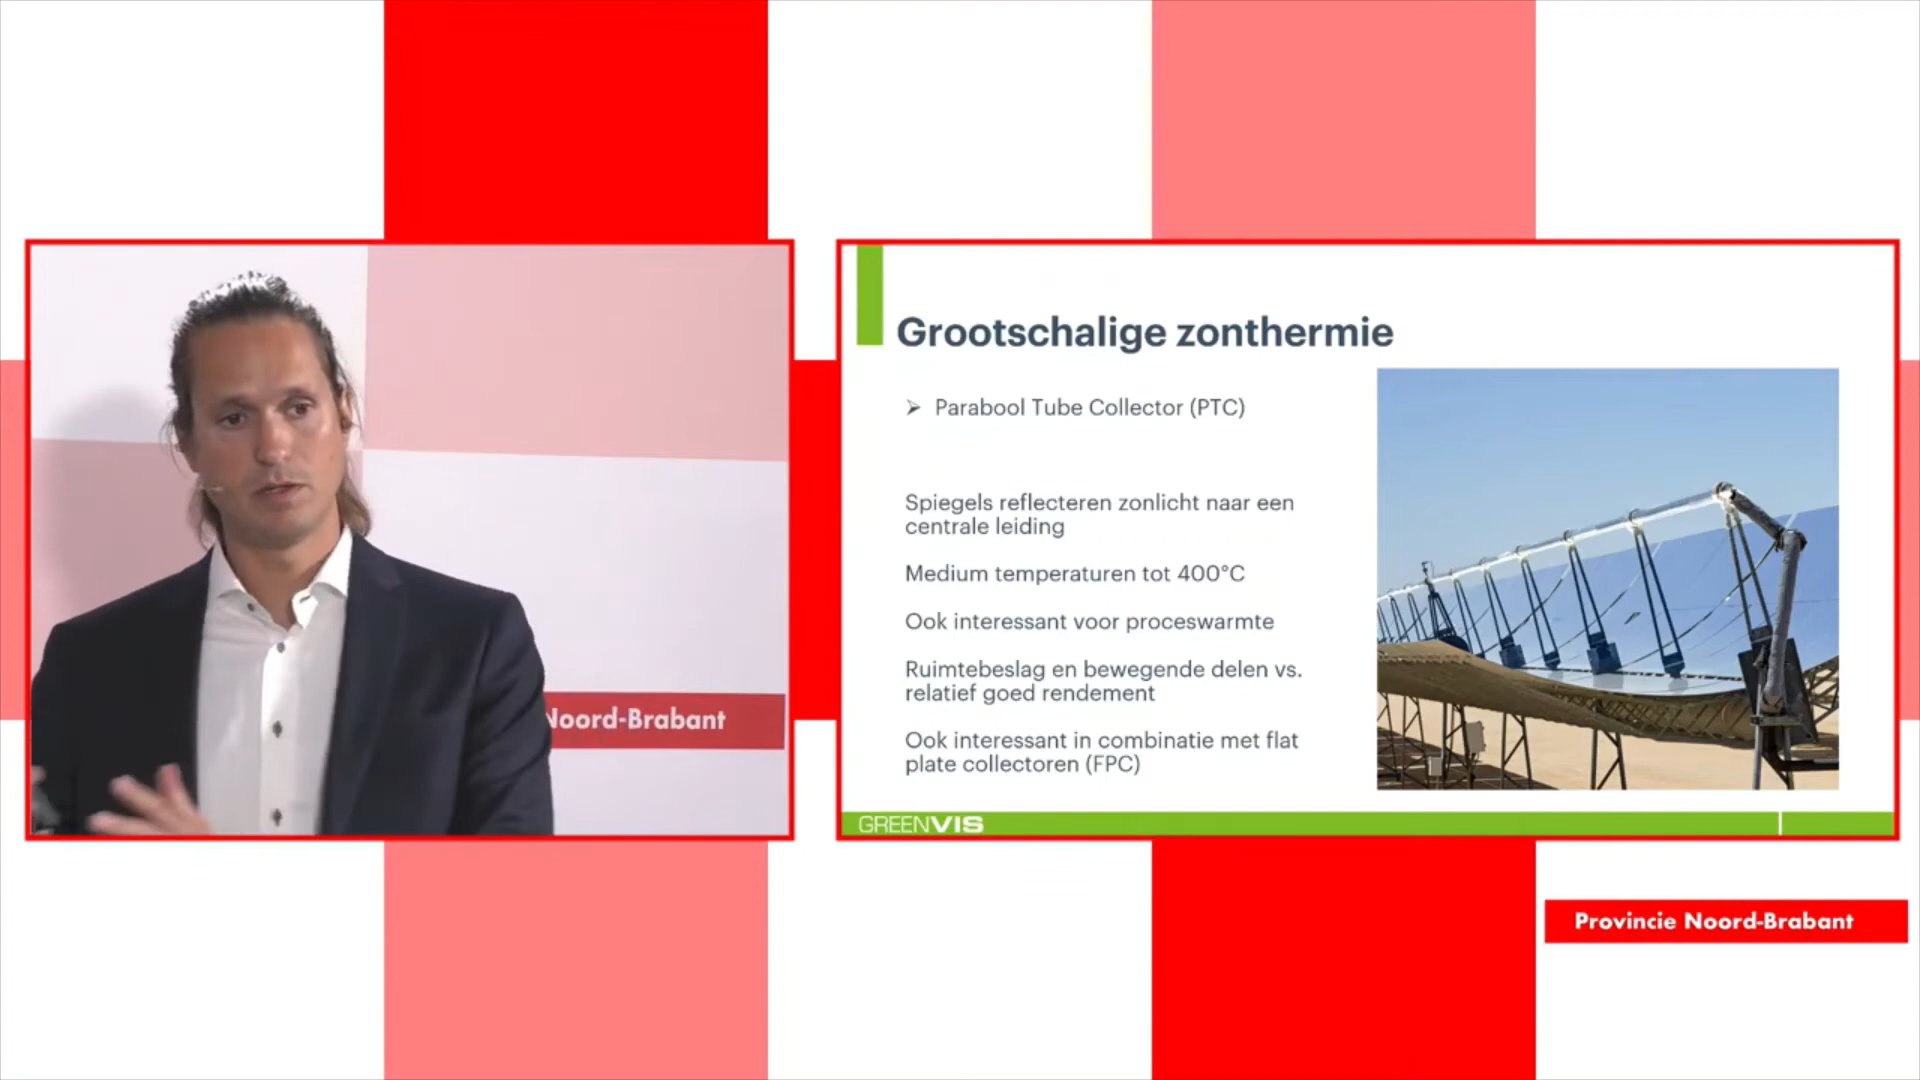 Noord-Brabant
Grootschalige zonthermie
➢ Parabool Tube Collector (PTC)
Spiegels reflecteren zonlicht naar een
centrale leiding
Medium temperaturen tot 400°C
Ook interessant voor proceswarmte
Ruimtebeslag en bewegende delen vs.
relatief goed rendement
Ook interessant in combinatie met flat
plate collectoren (FPC)
GREENVIS
Provincie Noord-Brabant